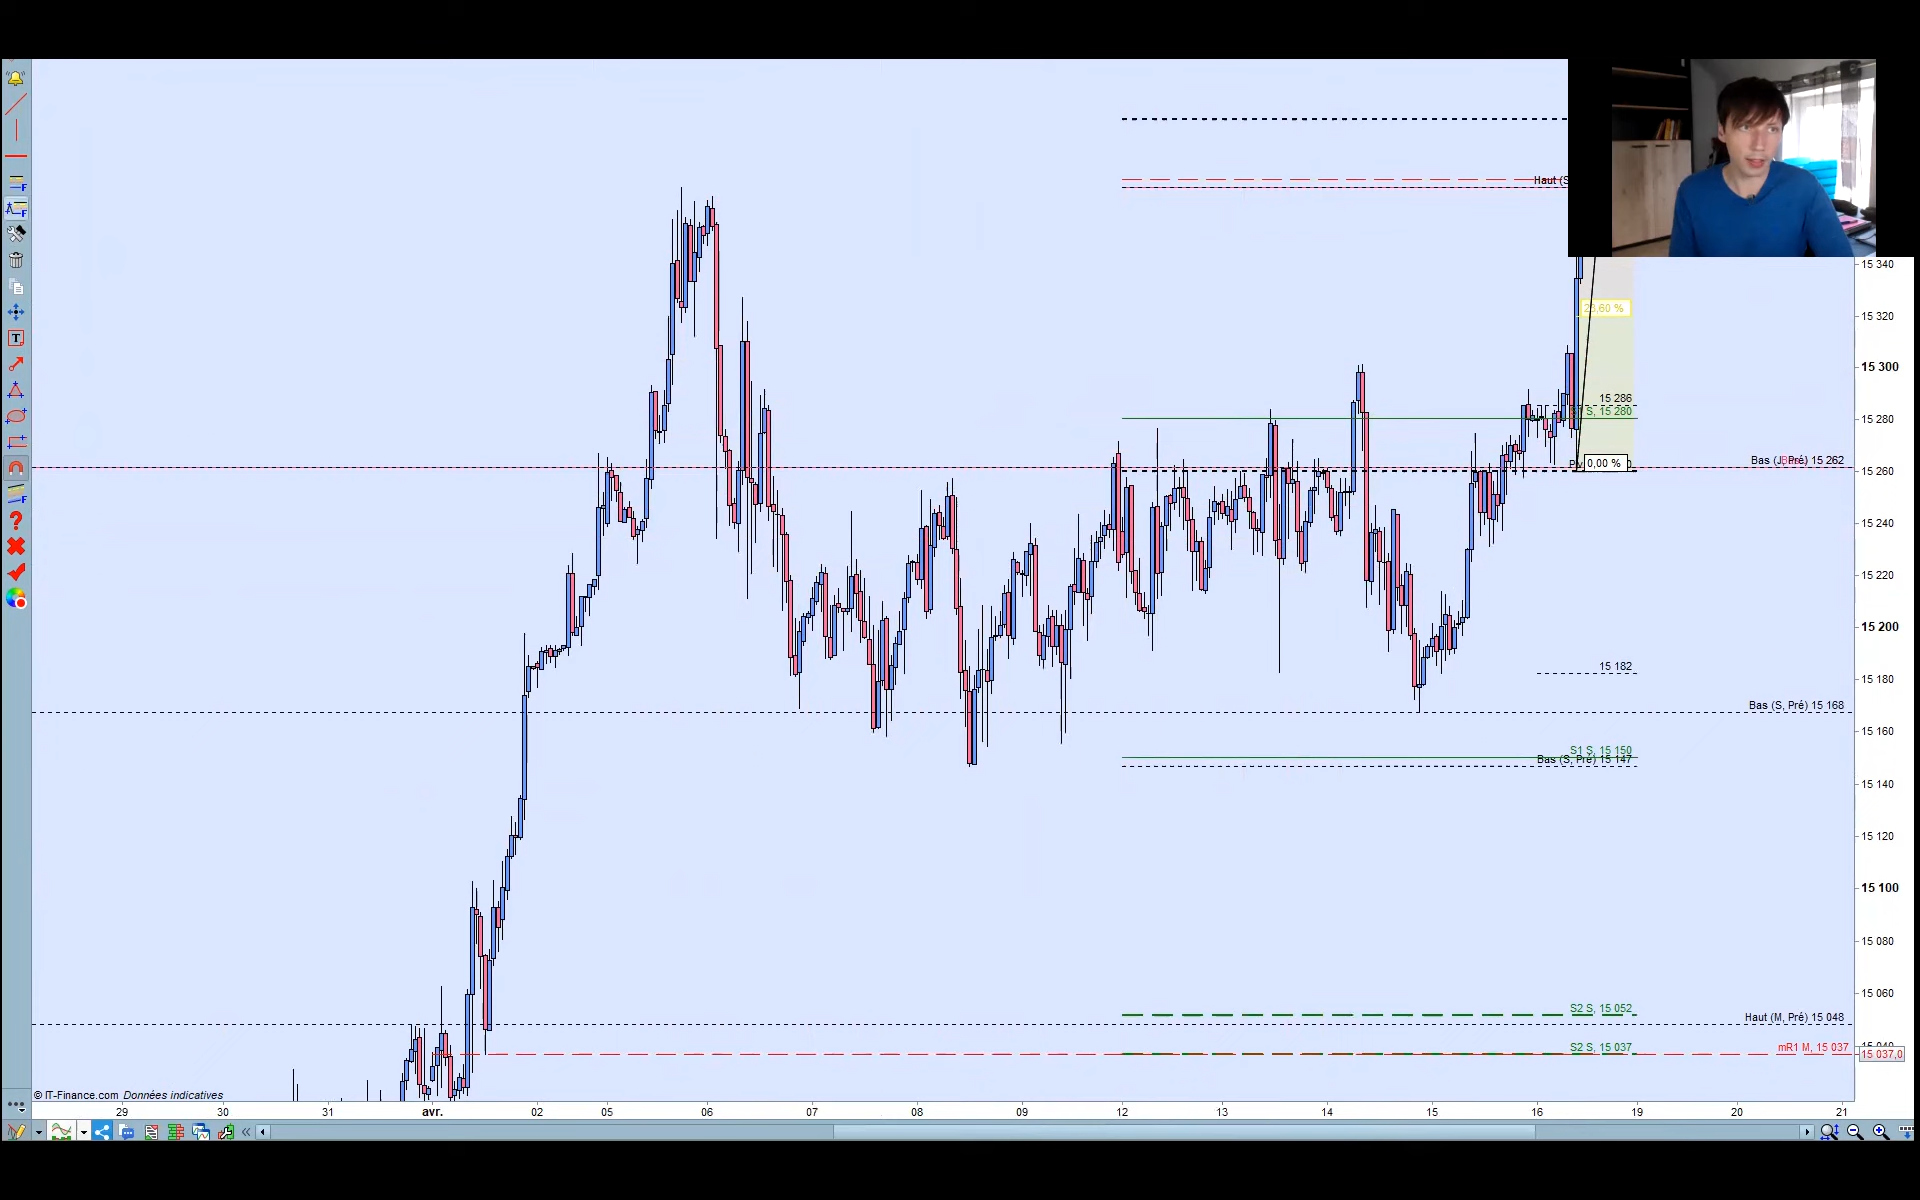 Haut (S
15 340
23,60 %
15 320
15 300
15 286
S, 15 280
15 280
Bas (J, Pré) 15 262
0,00 %
15 260
15 240
15 220
15 200
15 182
15 180
Bas (S, Pré) 15 168
15 160
S1 S, 15 150
Bas (S, Pré) 15 147
15 140
15 120
15 100
15 080
15 060
S2 S, 15 052
Haut (M, Pré) 15 048
S2 S, 15 037
mR1 M, 15 037
15 037,0
© IT-Finance.com Données indicatives
29 30 31 avr. 02 05 06 07 08 09 12 13 14 15 16 19 20 21